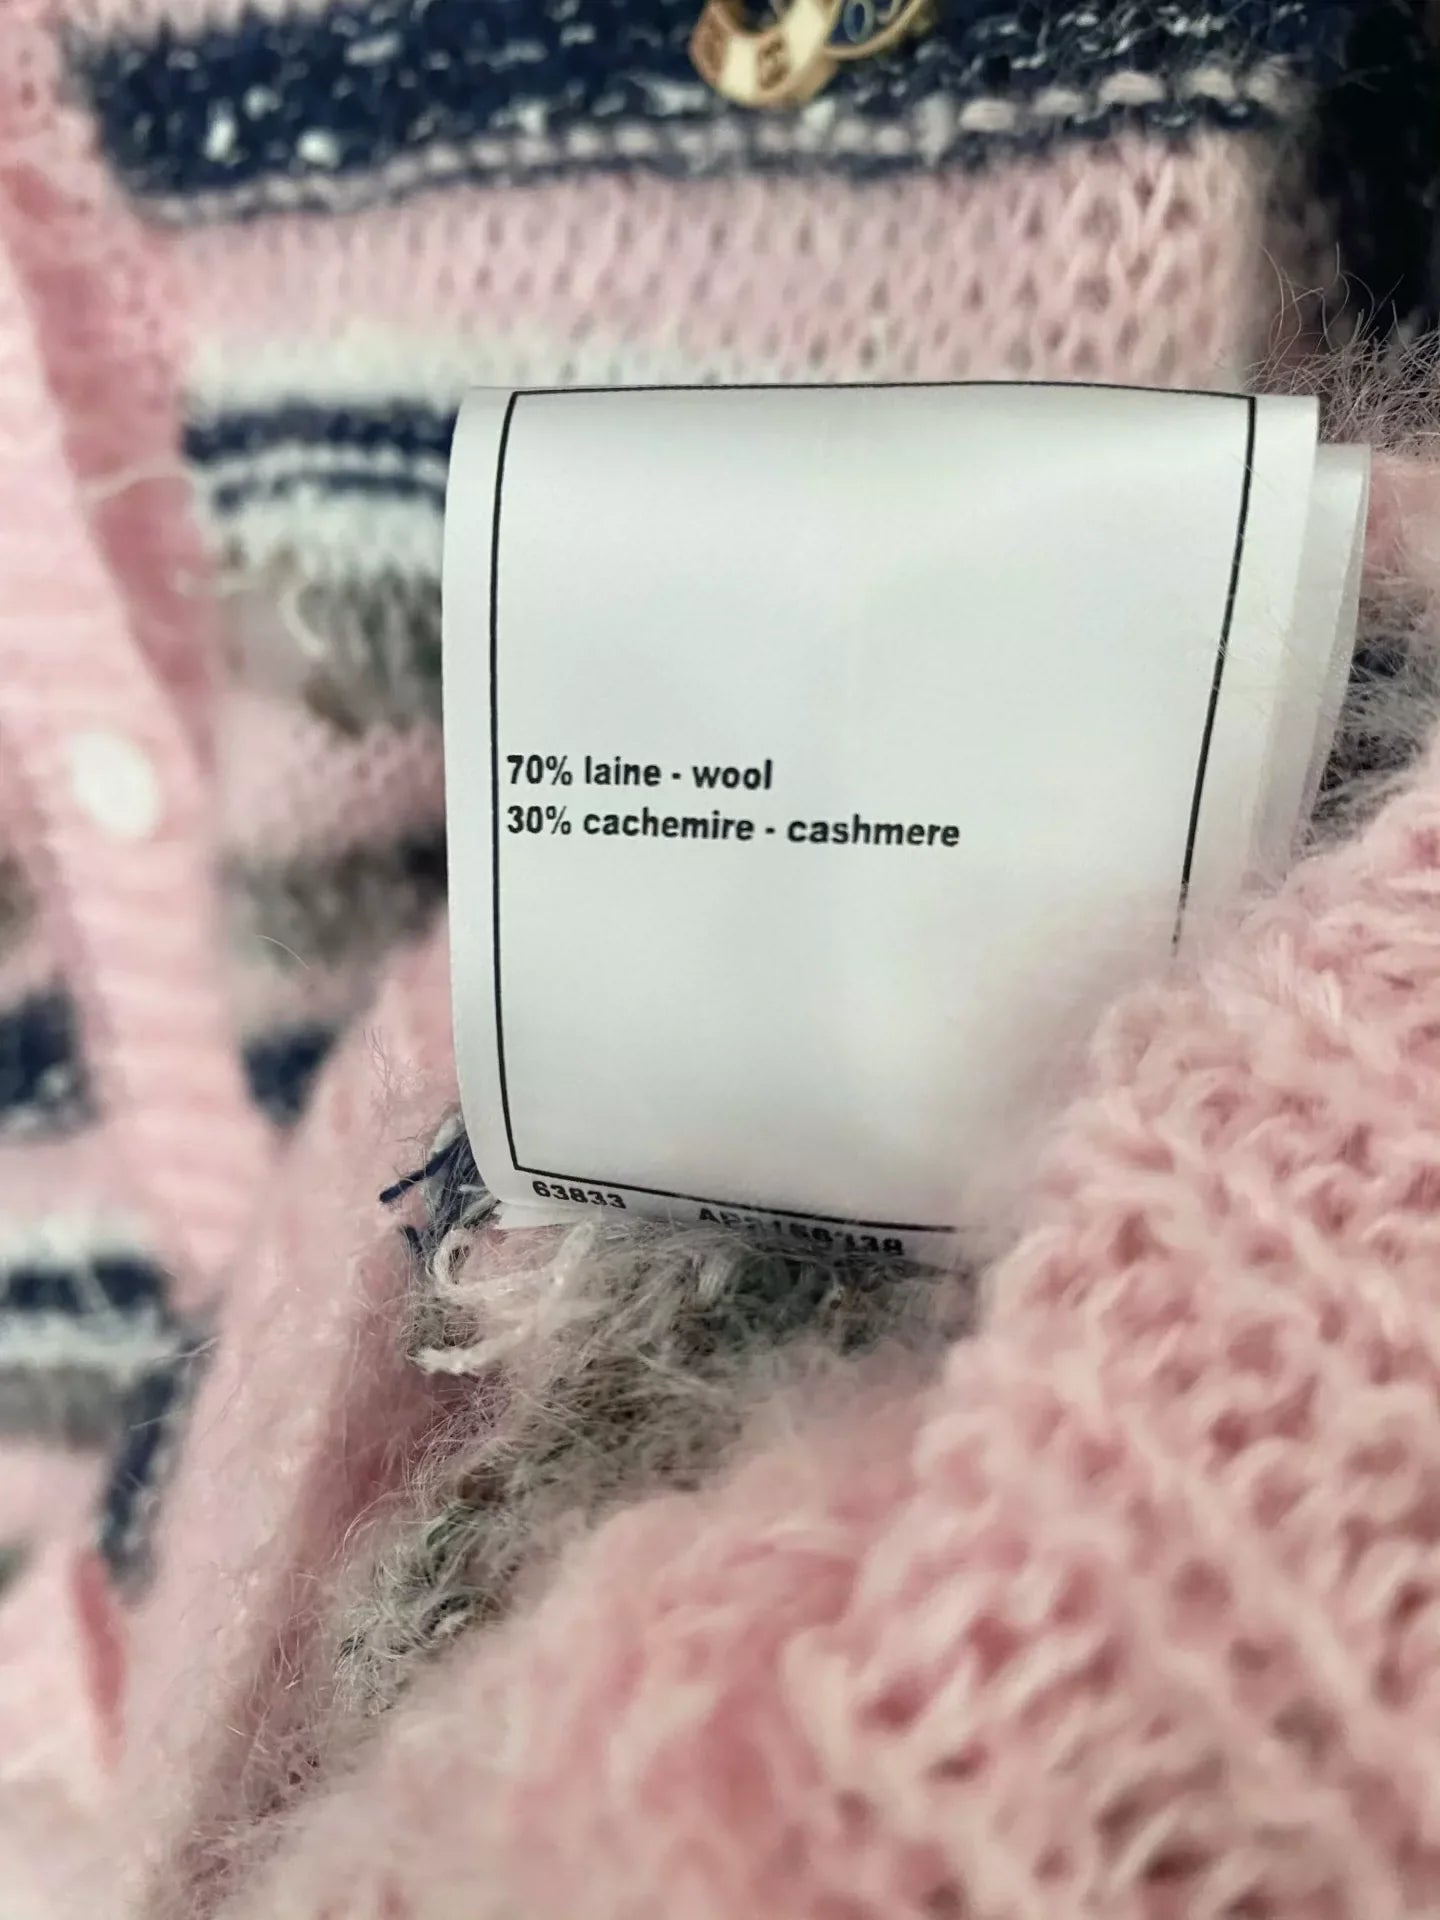 70% laine - wool
30% cachemire - cashmere
63833